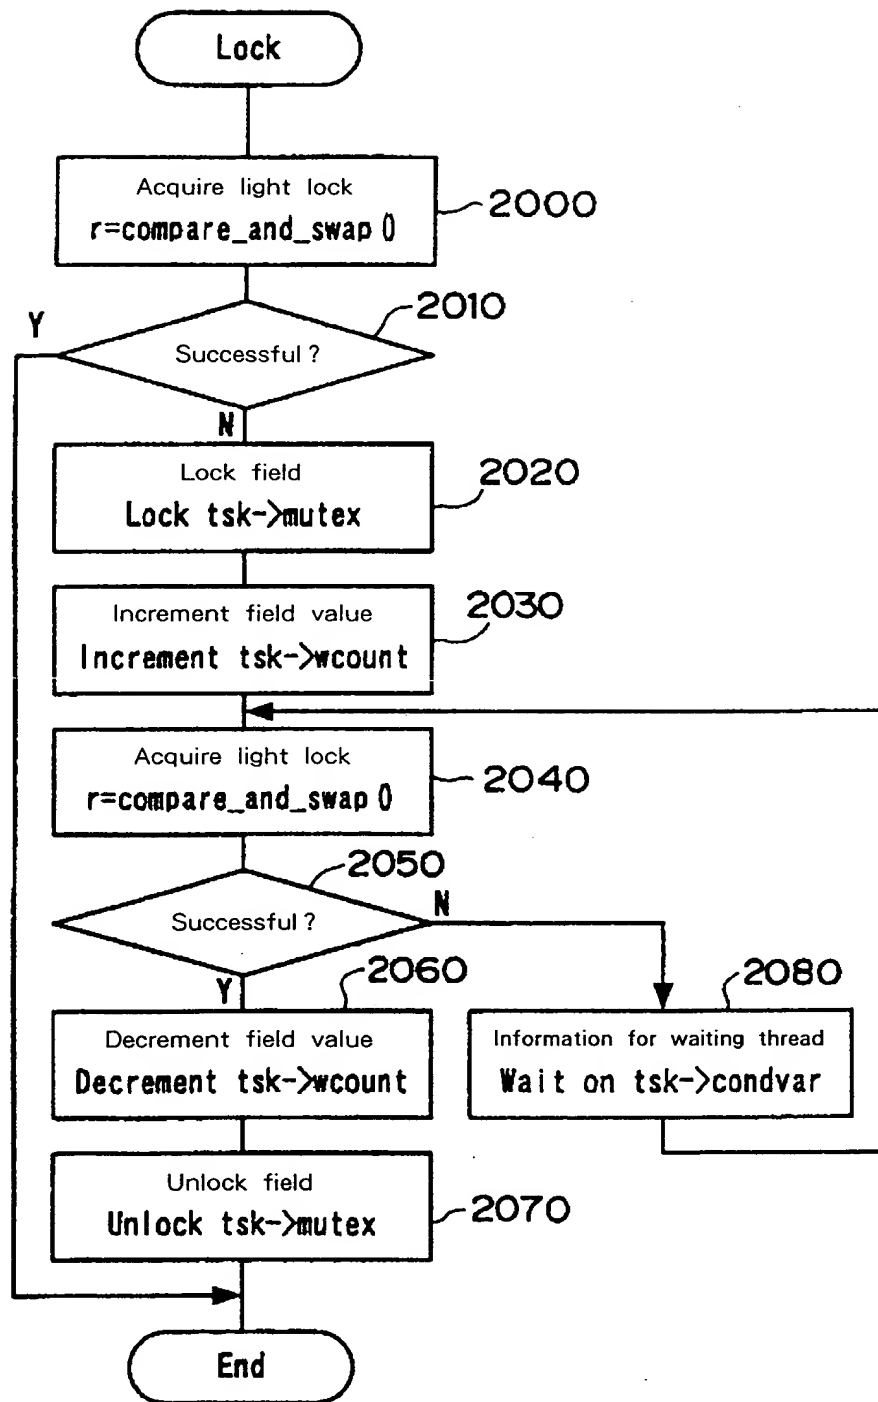 Lock
Acquire light lock
r=compare_and_swap()
2000
2010
Y
Successful?
N
Lock field
Lock tsk->mutex
2020
Increment field value
Increment tsk->wcount
2030
Acquire light lock
r=compare_and_swap()
2040
2050
Successful?
N
Y
2060
2080
Decrement field value
Decrement tsk->wcount
Information for waiting thread
Wait on tsk->condvar
Unlock field
Unlock tsk->mutex
2070
End